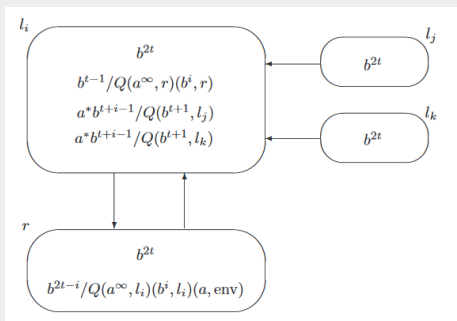 l_i
b^{2t}
b^{t-1}/Q(a^∞, r)(b^i, r)
a^*b^{t+i-1}/Q(b^{t+1}, l_j)
a^*b^{t+i-1}/Q(b^{t+1}, l_k)
l_j
b^{2t}
l_k
b^{2t}
r
b^{2t}
b^{2t-i}/Q(a^∞, l_i)(b^i, l_i)(a, env)